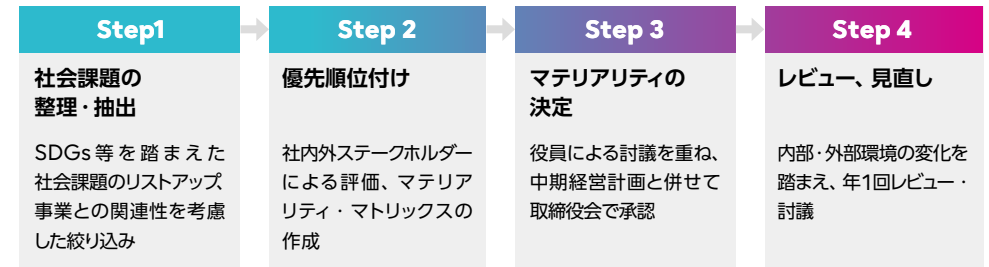 Step1
社会課題の
整理・抽出
SDGs等を踏まえた
社会課題のリストアップ、
事業との関連性を考慮
した絞り込み
Step 2
優先順位付け
社内外ステークホルダー
による評価、マテリア
リティ・マトリックスの
作成
Step 3
マテリアリティの
決定
役員による討議を重ね、
中期経営計画と併せて
取締役会で承認
Step 4
レビュー、見直し
内部・外部環境の変化を
踏まえ、年1回レビュー・
討議